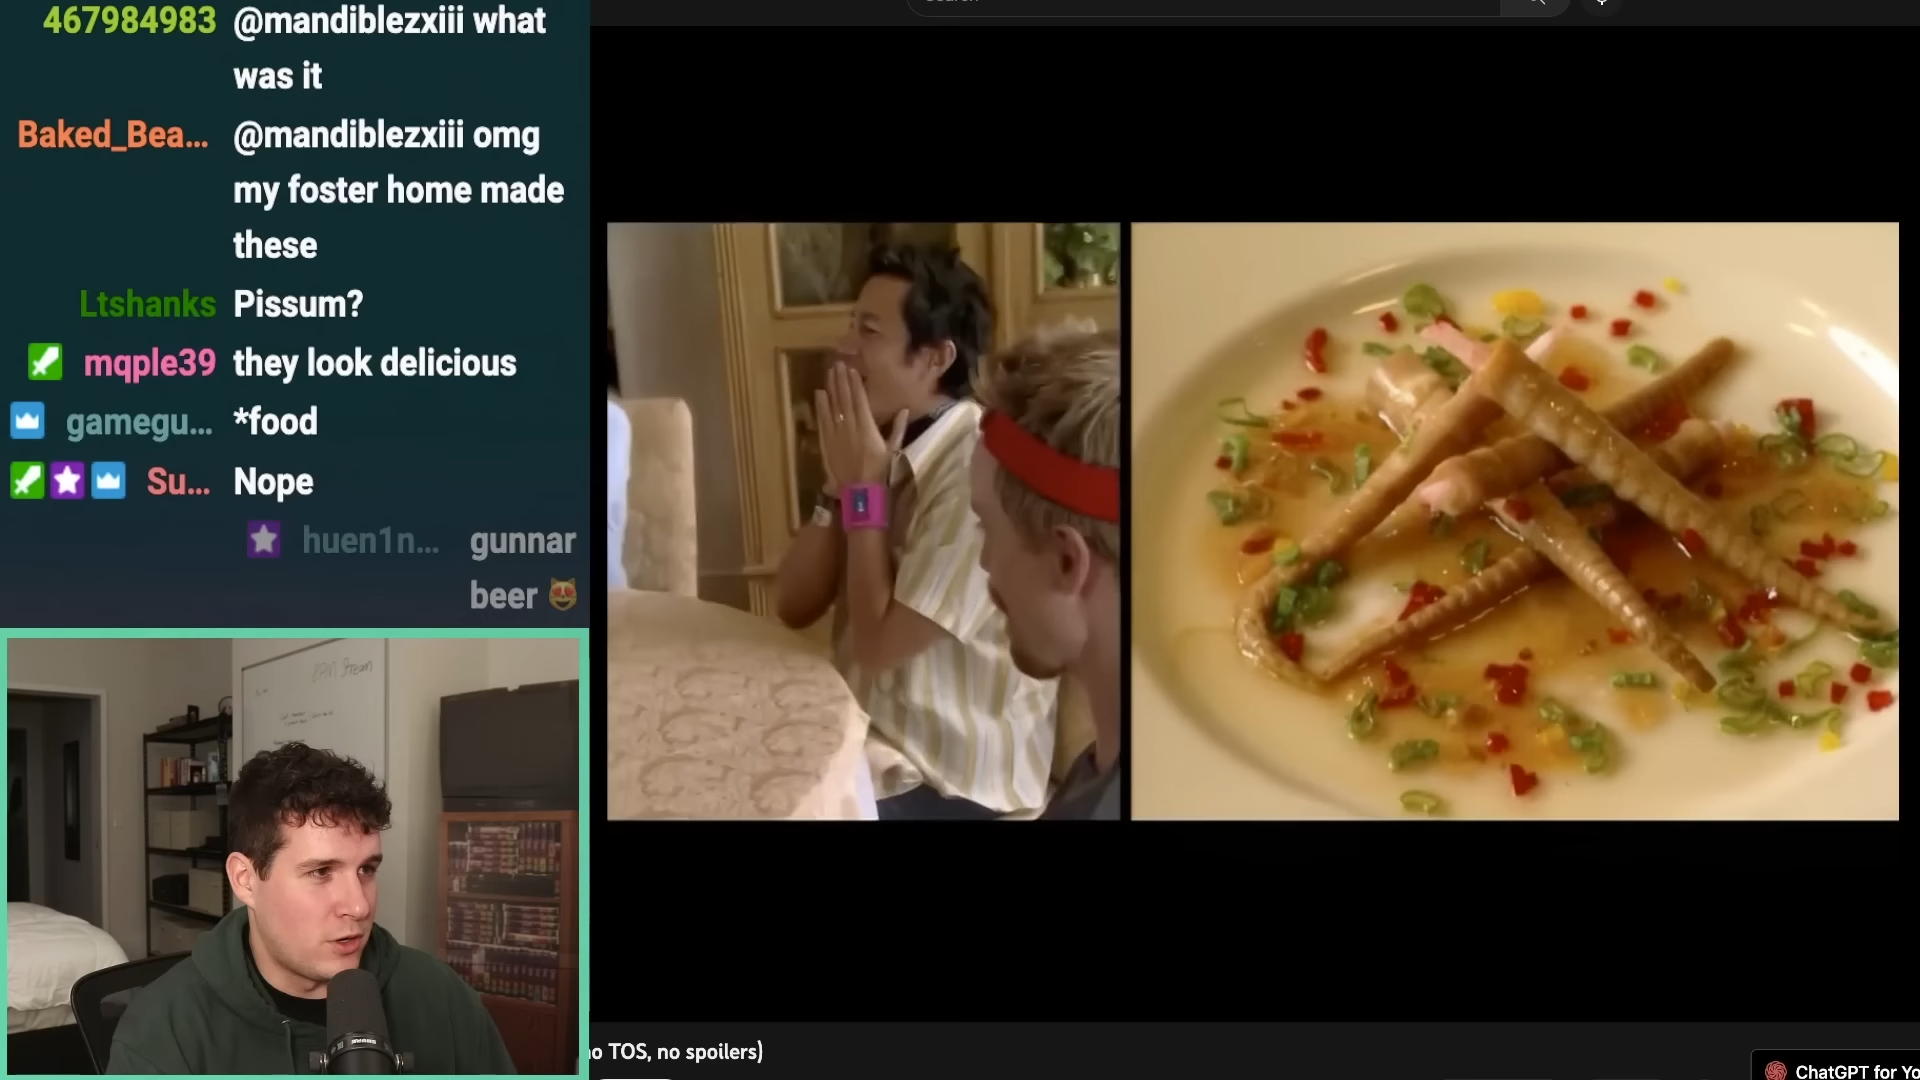 467984983 @mandiblezxiii what
was it
Baked_Bea... @mandiblezxiii omg
my foster home made
these
Ltshanks Pissum?
mqple39 they look delicious
gamegu... *food
Su... Nope
huen1n... gunnar
beer
no TOS, no spoilers)
ChatGPT for Yo